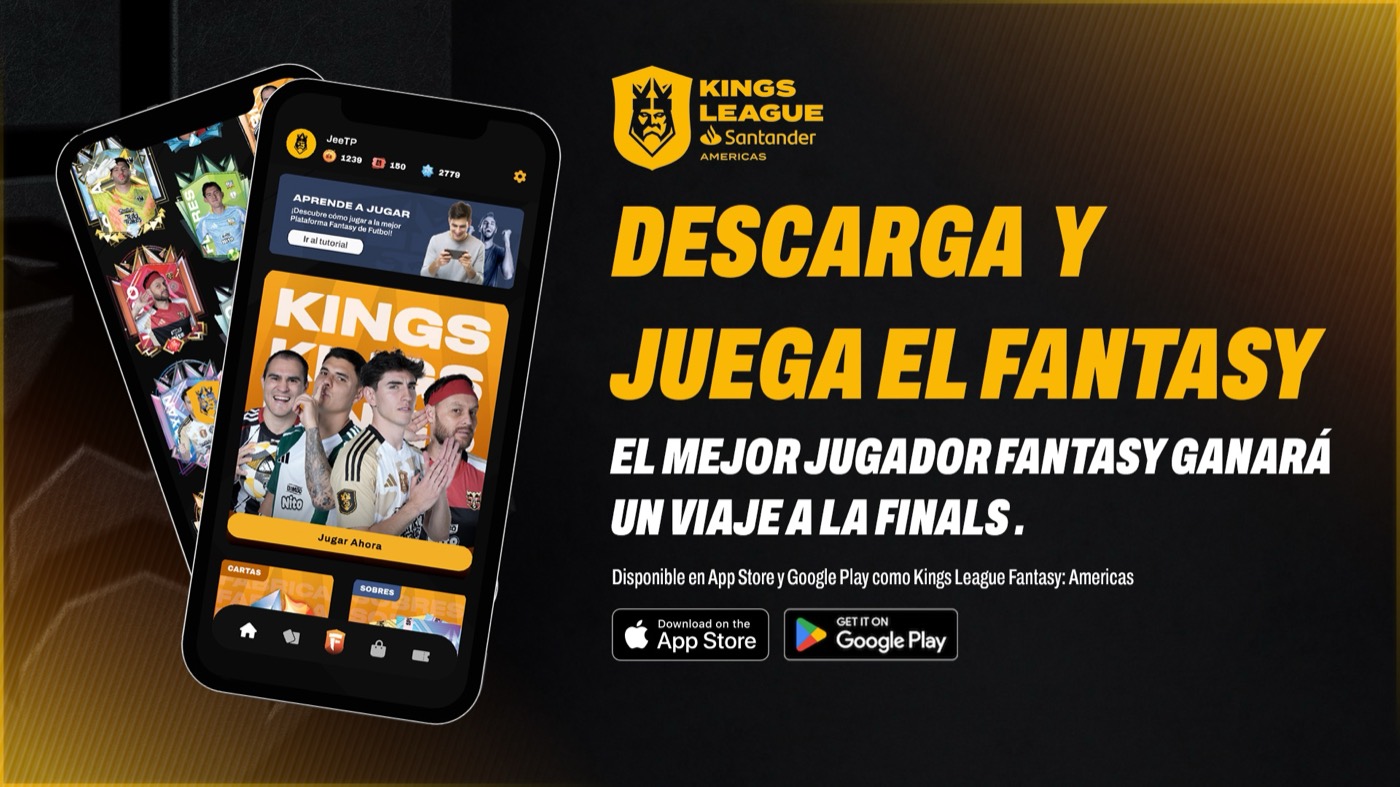 JeeTP
1239 150 2779
APRENDE A JUGAR
¡Descubre cómo jugar a la mejor
Plataforma Fantasy de Futbol!
Ir al tutorial
KINGS
Nito
Jugar Ahora
CARTAS
SOBRES
KINGS
LEAGUE
Santander
AMERICAS
DESCARGA Y
JUEGA EL FANTASY
EL MEJOR JUGADOR FANTASY GANARÁ
UN VIAJE A LA FINALS .
Disponible en App Store y Google Play como Kings League Fantasy: Americas
Download on the
App Store
GET IT ON
Google Play